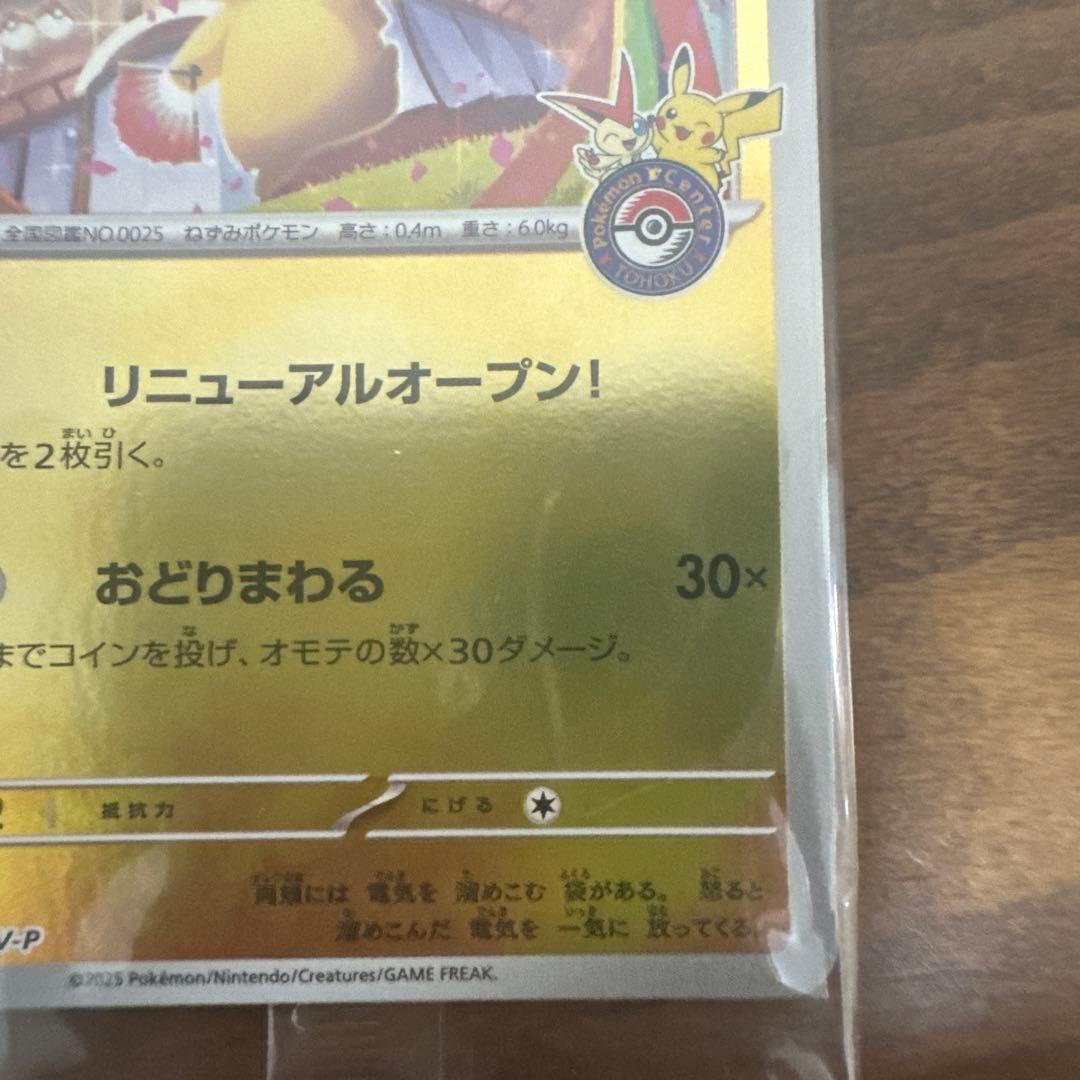 Pokémon Center
TOHOKU
全国図鑑NO.0025 ねずみポケモン 高さ:0.4m 重さ:6.0kg
リニューアルオープン!
を2枚引く。
おどりまわる 30×
までコインを投げ、オモテの数×30ダメージ。
抵抗力 にげる
両頬には 電気を 溜めこむ 袋がある。 怒ると
溜めこんだ 電気を 一気に 放ってくる。
V-P
©2025 Pokémon/Nintendo/Creatures/GAME FREAK.